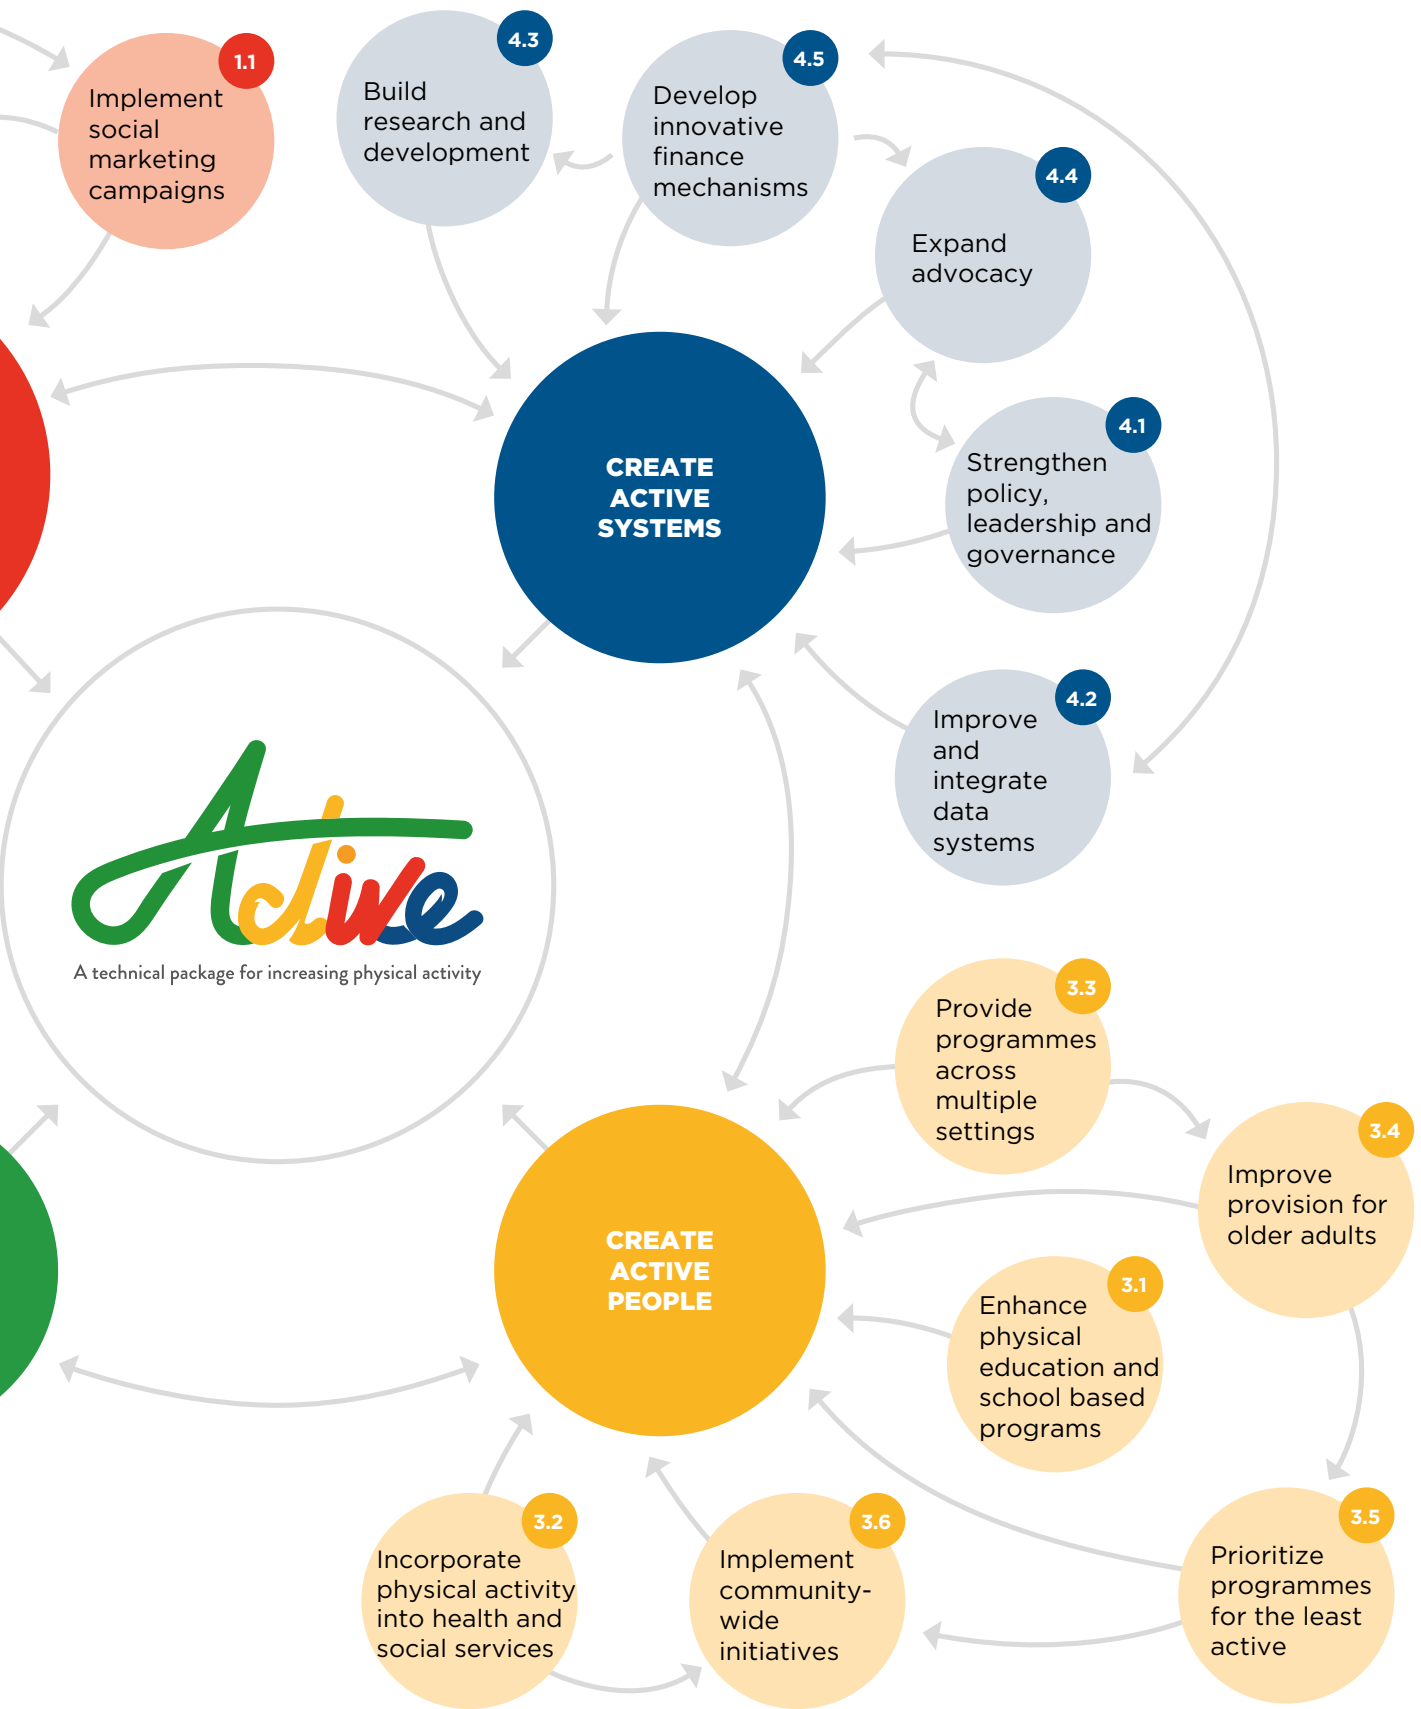 1.1
Implement
social
marketing
campaigns
4.3
Build
research and
development
4.5
Develop
innovative
finance
mechanisms
4.4
Expand
advocacy
CREATE
ACTIVE
SYSTEMS
4.1
Strengthen
policy,
leadership and
governance
4.2
Improve
and
integrate
data
systems
Active
A technical package for increasing physical activity
3.3
Provide
programmes
across
multiple
settings
3.4
Improve
provision for
older adults
CREATE
ACTIVE
PEOPLE
3.1
Enhance
physical
education and
school based
programs
3.2
Incorporate
physical activity
into health and
social services
3.6
Implement
community-
wide
initiatives
3.5
Prioritize
programmes
for the least
active